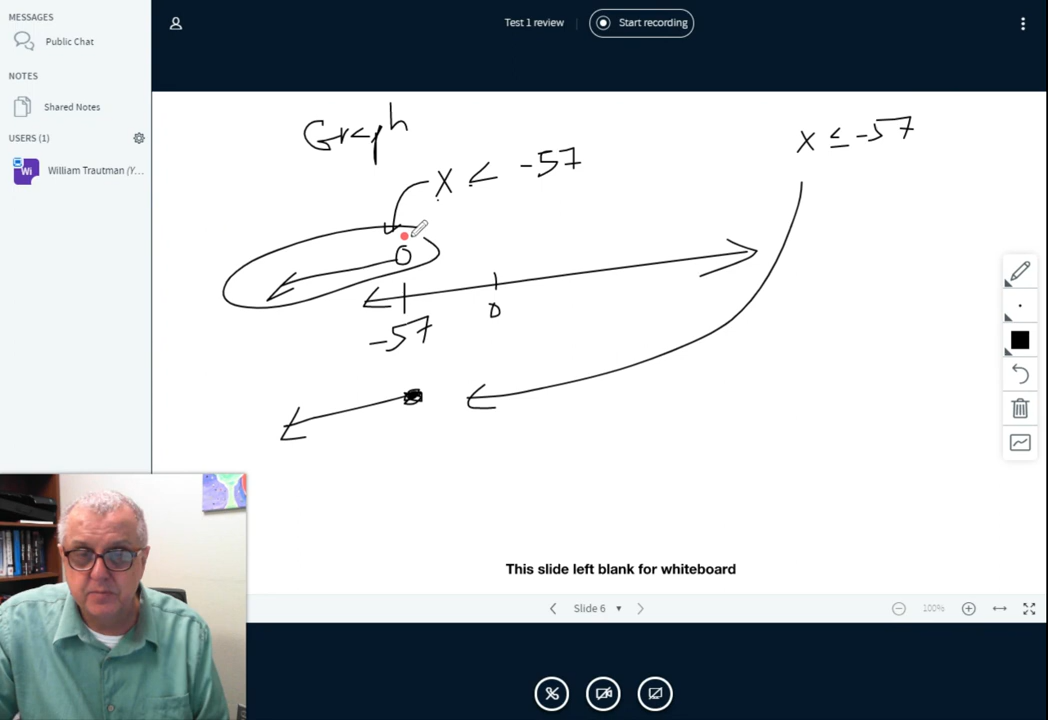 MESSAGES
Public Chat
NOTES
Shared Notes
USERS (1)
Wi
William Trautman (Y...
Test 1 review
Start recording
Graph
x < -57
x ≤ -57
0
-57
This slide left blank for whiteboard
Slide 6
100%